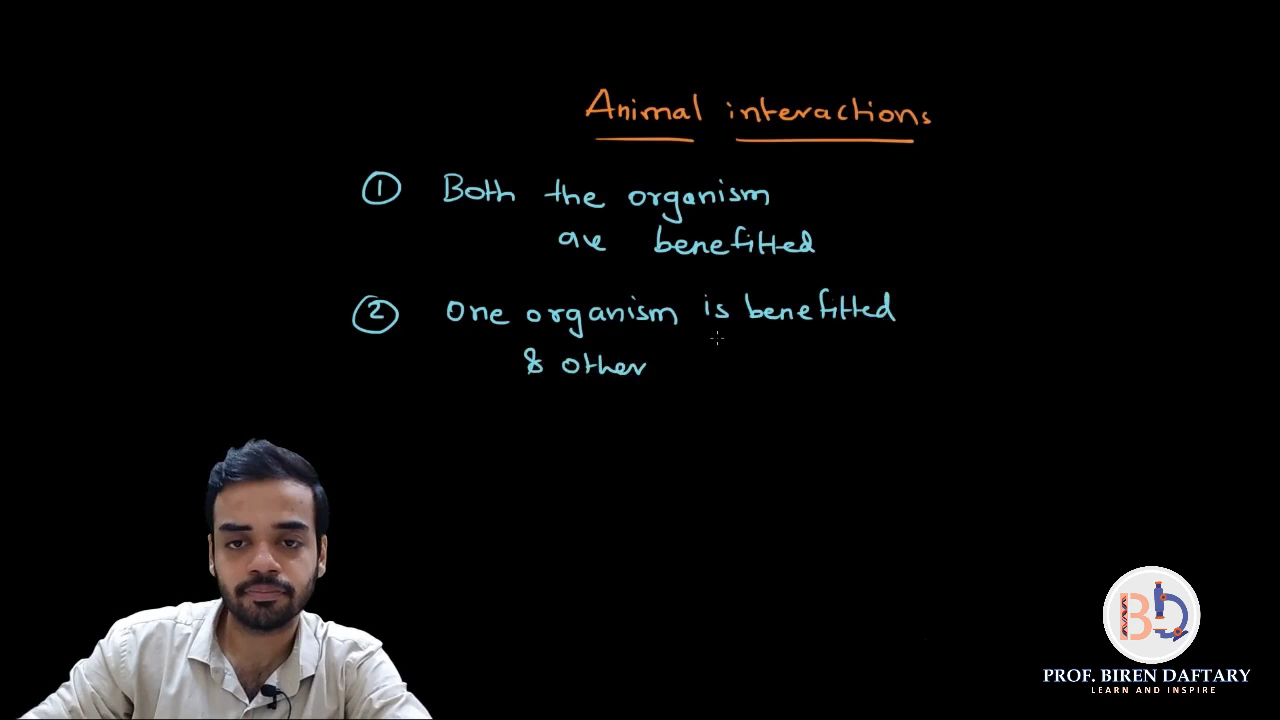 Animal interactions
① Both the organism
are benefitted
② One organism is benefitted
& other
BD
PROF. BIREN DAFTARY
LEARN AND INSPIRE